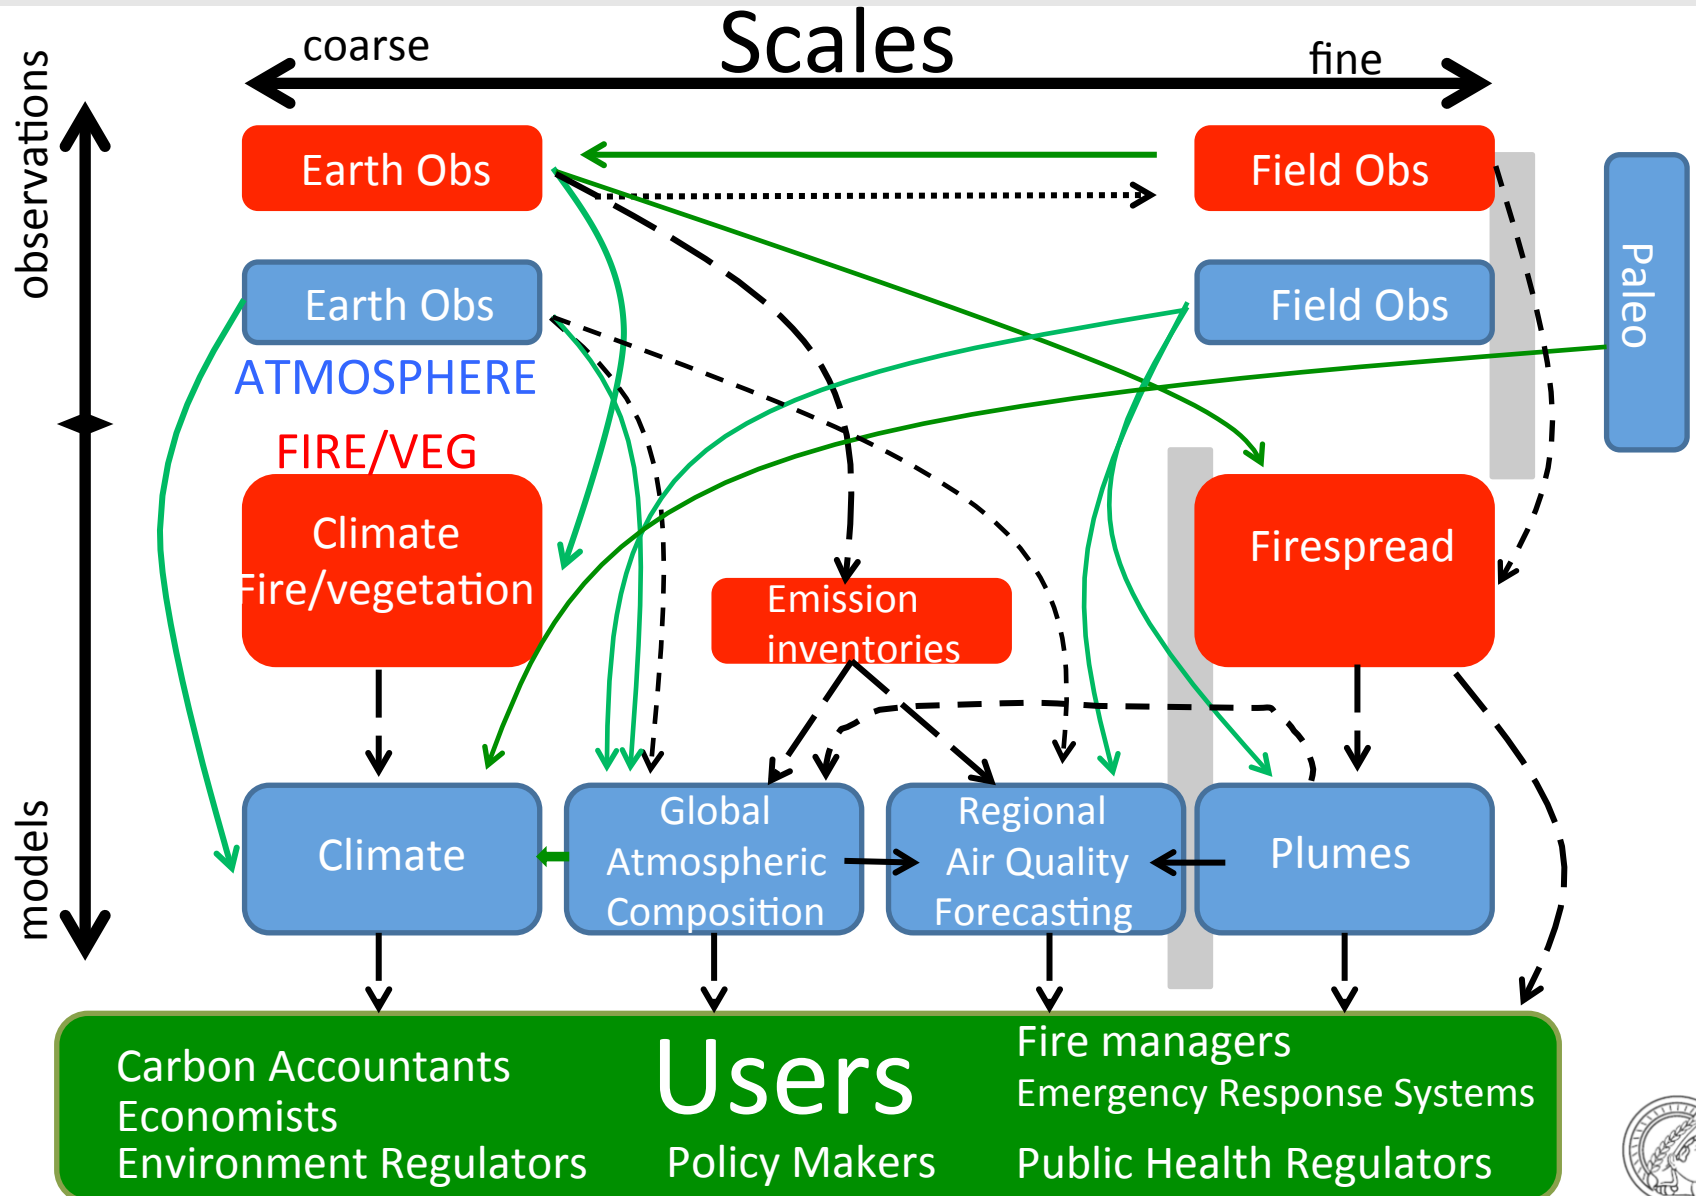 Scales
coarse
fine
observations
Earth Obs
Field Obs
Paleo
Earth Obs
Field Obs
ATMOSPHERE
FIRE/VEG
Climate
Fire/vegetation
Firespread
Emission
inventories
models
Climate
Global
Atmospheric
Composition
Regional
Air Quality
Forecasting
Plumes
Users
Carbon Accountants
Economists
Environment Regulators
Policy Makers
Fire managers
Emergency Response Systems
Public Health Regulators